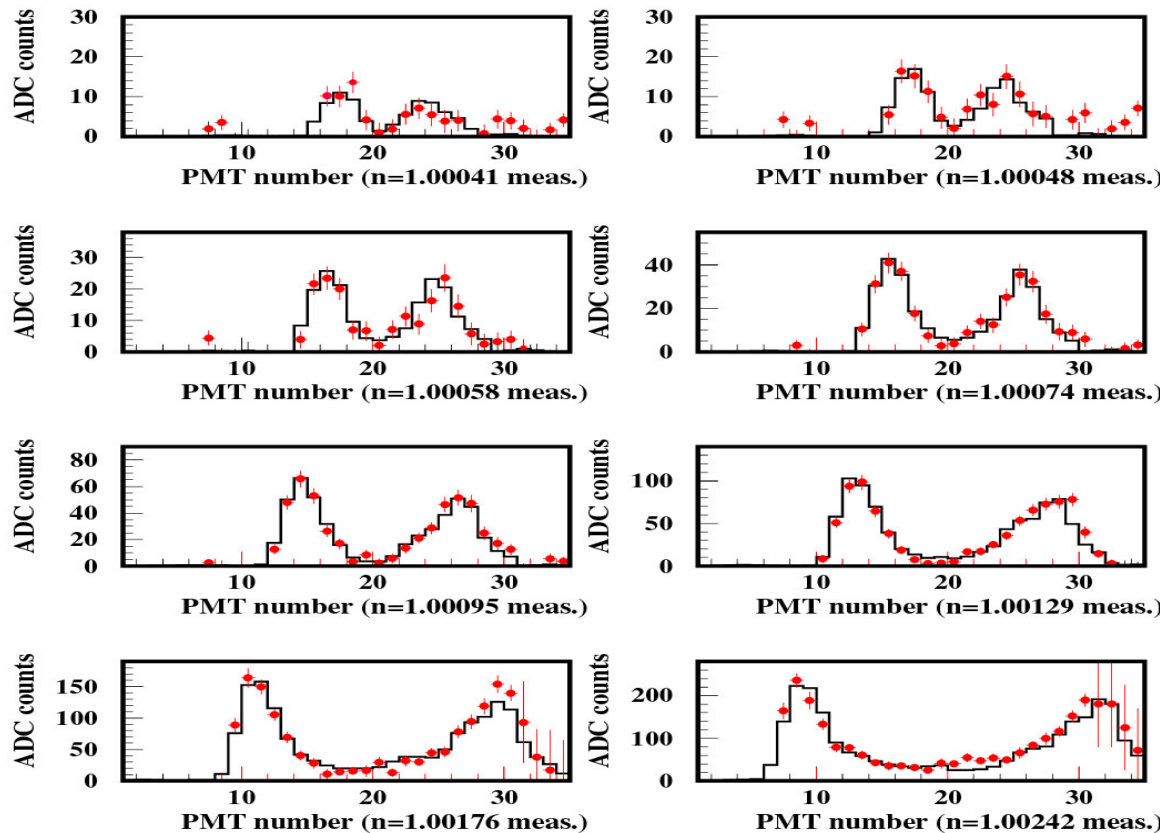 30 30
ADC counts 20 ADC counts 20
10 10
0 0
10 20 30 10 20 30
PMT number (n=1.00041 meas.) PMT number (n=1.00048 meas.)
ADC counts 30 ADC counts 40
20 20
10
0 0
10 20 30 10 20 30
PMT number (n=1.00058 meas.) PMT number (n=1.00074 meas.)
80
ADC counts 60 ADC counts 100
40 50
20
0 0
10 20 30 10 20 30
PMT number (n=1.00095 meas.) PMT number (n=1.00129 meas.)
ADC counts 150 ADC counts 200
100 100
50
0 0
10 20 30 10 20 30
PMT number (n=1.00176 meas.) PMT number (n=1.00242 meas.)